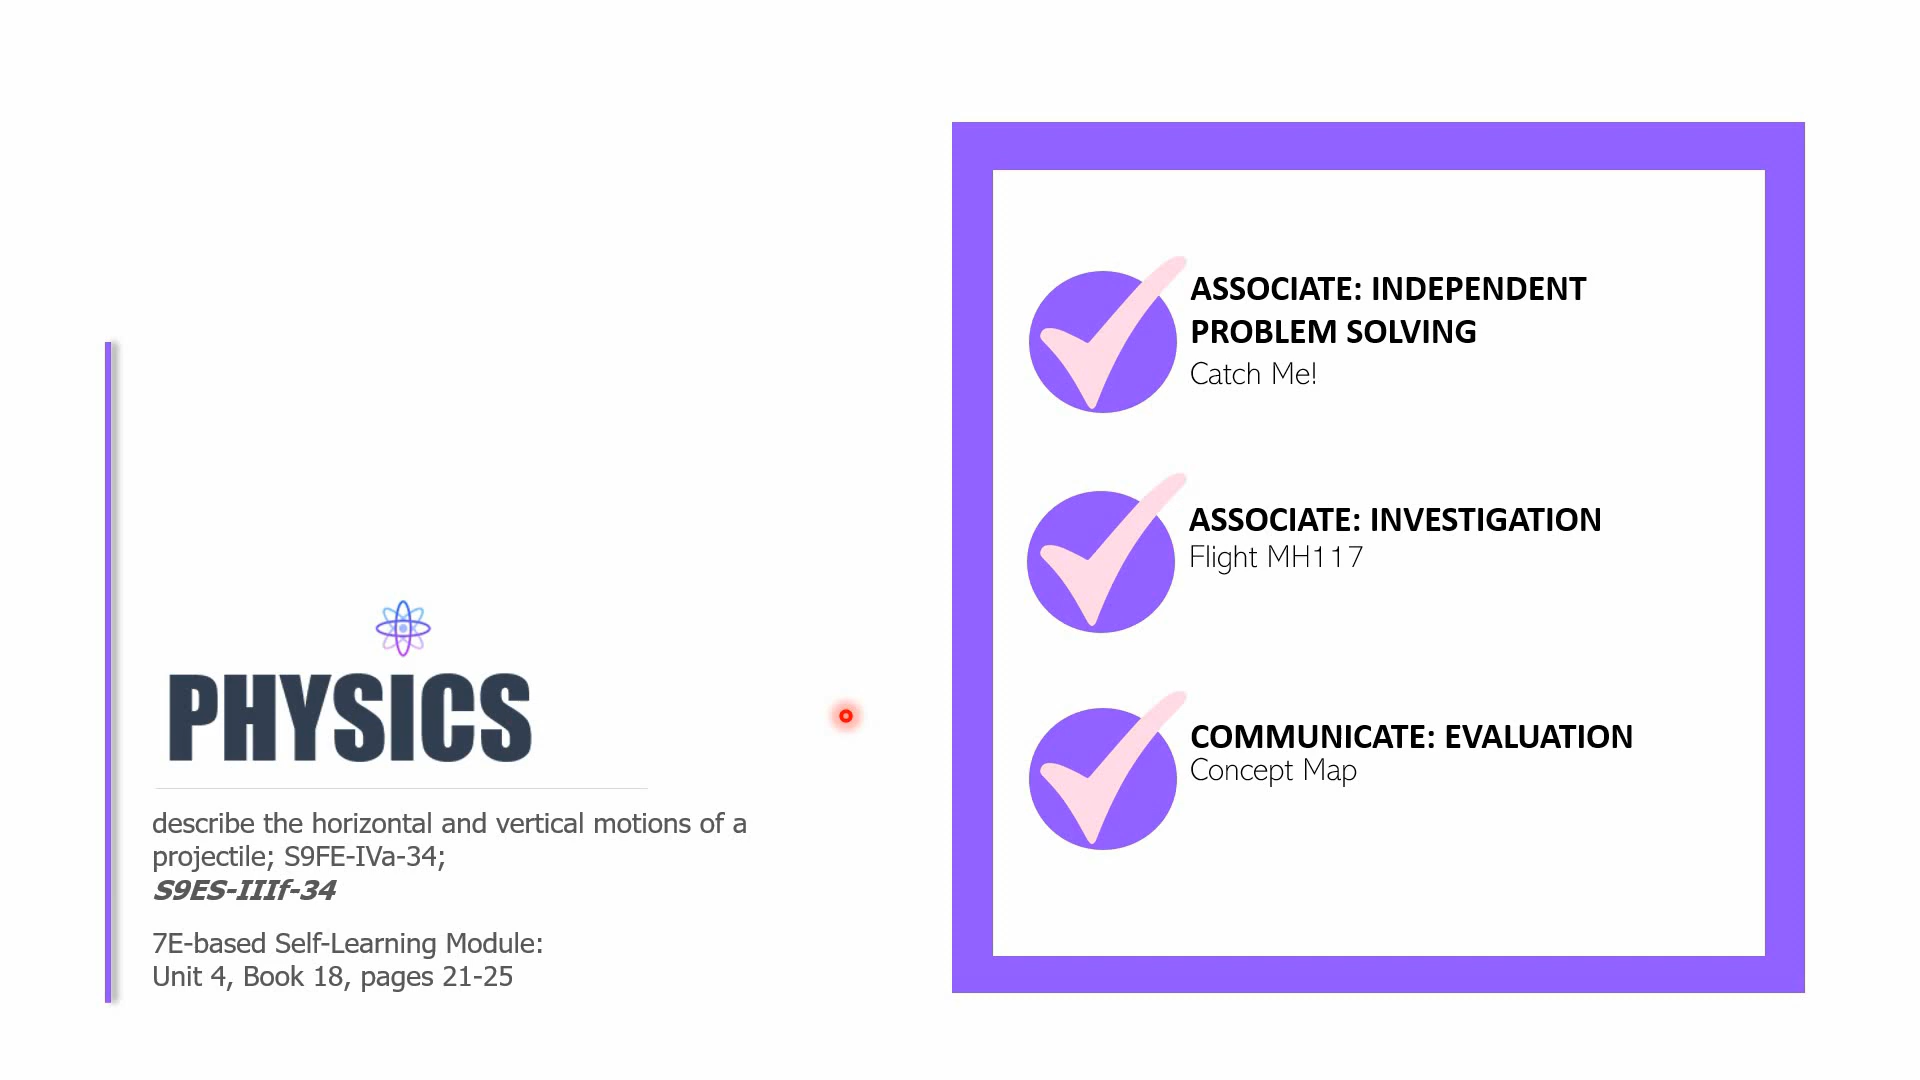 PHYSICS
describe the horizontal and vertical motions of a
projectile; S9FE-IVa-34;
S9ES-IIIf-34
7E-based Self-Learning Module:
Unit 4, Book 18, pages 21-25
ASSOCIATE: INDEPENDENT
PROBLEM SOLVING
Catch Me!
ASSOCIATE: INVESTIGATION
Flight MH117
COMMUNICATE: EVALUATION
Concept Map